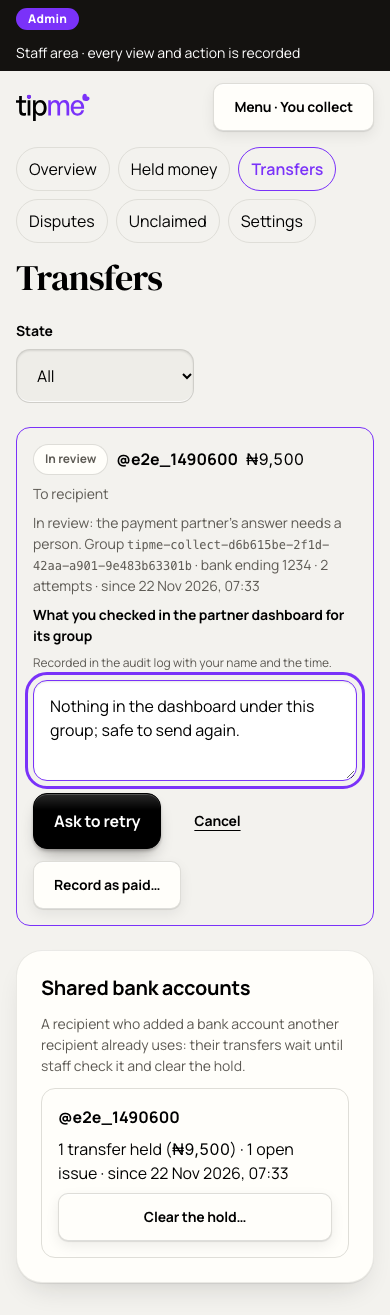 Admin
Staff area · every view and action is recorded
tipme
Menu · You collect
Overview
Held money
Transfers
Disputes
Unclaimed
Settings
Transfers
State
All
In review
@e2e_1490600 ₦9,500
To recipient
In review: the payment partner's answer needs a
person. Group tipme-collect-d6b615be-2f1d-
42aa-a901-9e483b63301b · bank ending 1234 · 2
attempts · since 22 Nov 2026, 07:33
What you checked in the partner dashboard for
its group
Recorded in the audit log with your name and the time.
Nothing in the dashboard under this
group; safe to send again.
Ask to retry
Cancel
Record as paid…
Shared bank accounts
A recipient who added a bank account another
recipient already uses: their transfers wait until
staff check it and clear the hold.
@e2e_1490600
1 transfer held (₦9,500) · 1 open
issue · since 22 Nov 2026, 07:33
Clear the hold…